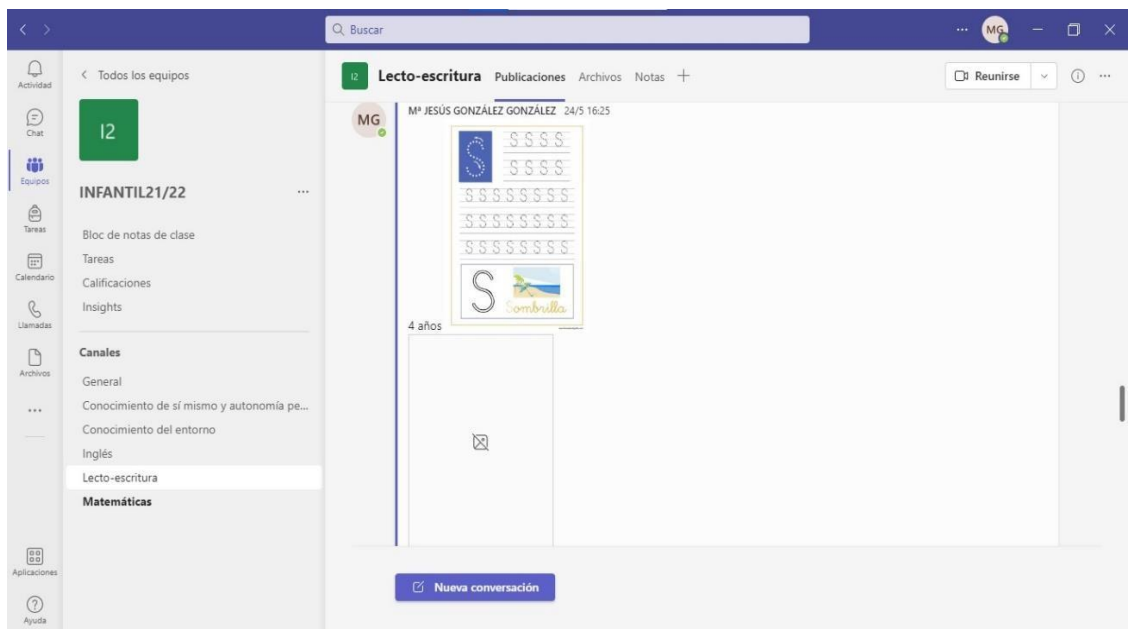 Buscar
...
MG
Actividad
Chat
Equipos
Tareas
Calendario
Llamadas
Archivos
...
Aplicaciones
Ayuda
Todos los equipos
I2
INFANTIL21/22 ...
Bloc de notas de clase
Tareas
Calificaciones
Insights
Canales
General
Conocimiento de sí mismo y autonomía pe...
Conocimiento del entorno
Inglés
Lecto-escritura
Matemáticas
I2 Lecto-escritura Publicaciones Archivos Notas +
Reunirse ...
MG
Mª JESÚS GONZÁLEZ GONZÁLEZ 24/5 16:25
S S S S S
S S S S
S S S S S S S S
S S S S S S S S
S S S S S S S S
S
Sombrilla
4 años
Nueva conversación